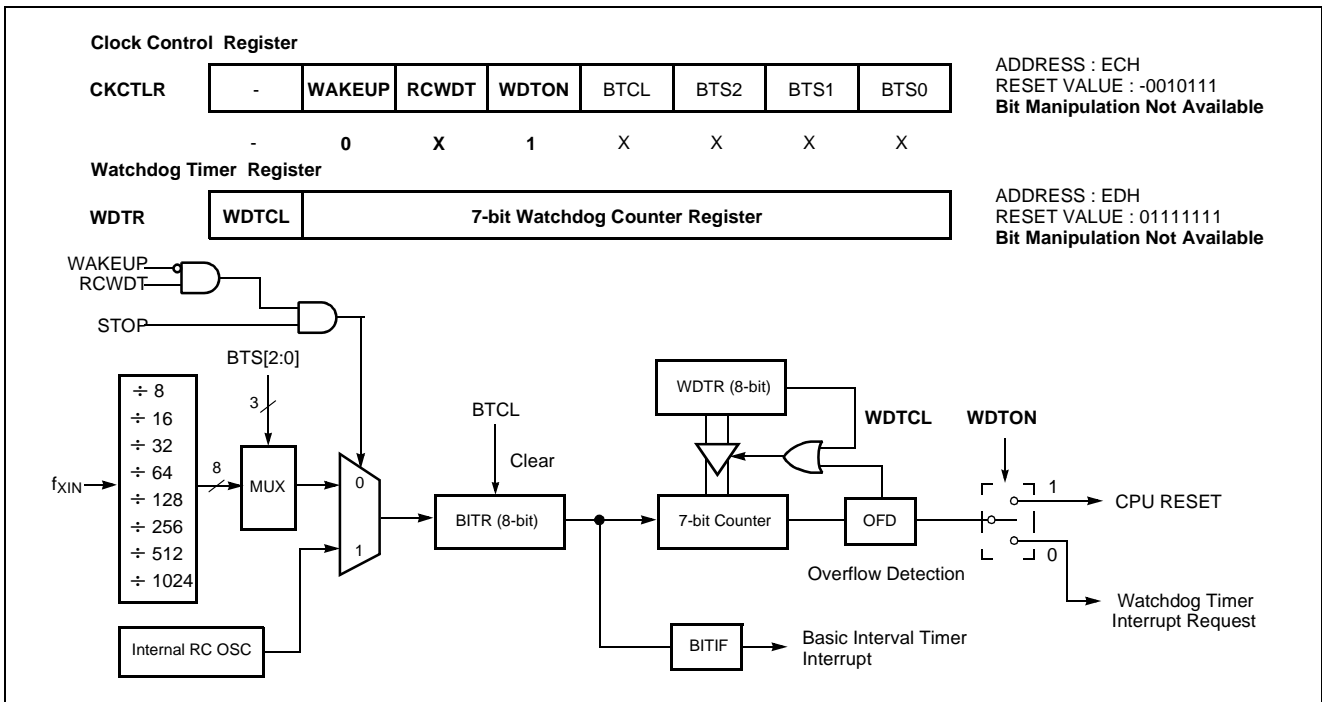 Clock Control Register
CKCTLR - WAKEUP RCWDT WDTON BTCL BTS2 BTS1 BTS0
ADDRESS : ECH
RESET VALUE : -0010111
Bit Manipulation Not Available
- 0 X 1 X X X X
Watchdog Timer Register
WDTR WDTCL 7-bit Watchdog Counter Register
ADDRESS : EDH
RESET VALUE : 01111111
Bit Manipulation Not Available
WAKEUP
RCWDT
STOP
BTS[2:0]
3
fXIN
÷ 8
÷ 16
÷ 32
÷ 64
÷ 128
÷ 256
÷ 512
÷ 1024
8
MUX
0
1
Internal RC OSC
BTCL
Clear
BITR (8-bit)
WDTR (8-bit)
WDTCL
WDTON
7-bit Counter
OFD
Overflow Detection
1
CPU RESET
0
Watchdog Timer
Interrupt Request
BITIF
Basic Interval Timer
Interrupt